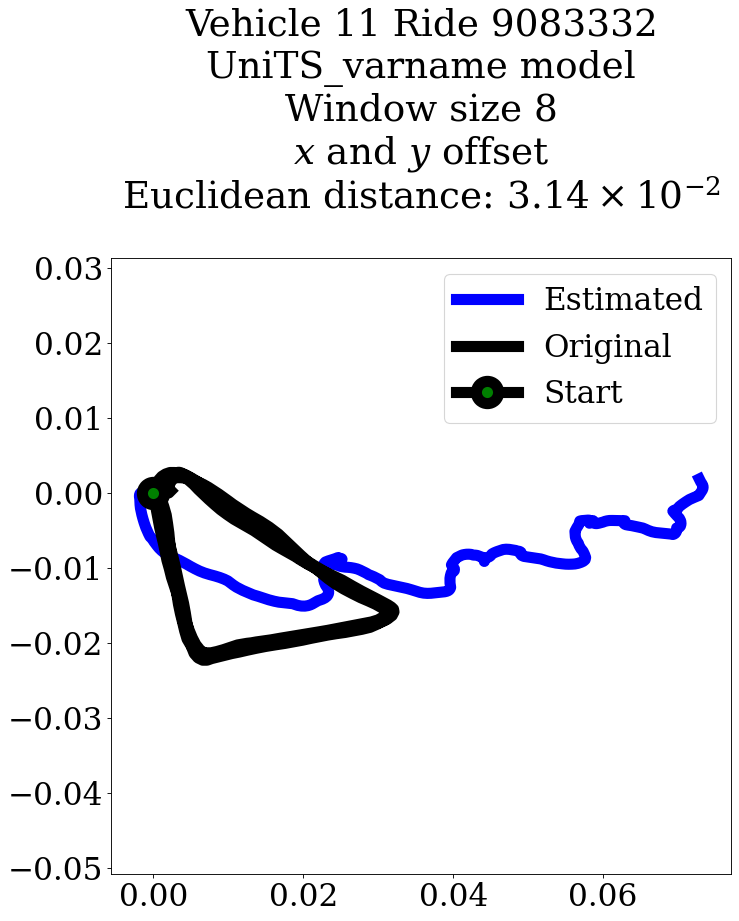 Vehicle 11 Ride 9083332
UniTS_varname model
Window size 8
x and y offset
Euclidean distance: 3.14 × 10⁻²
0.03
0.02
0.01
0.00
−0.01
−0.02
−0.03
−0.04
−0.05
Estimated
Original
Start
0.00 0.02 0.04 0.06